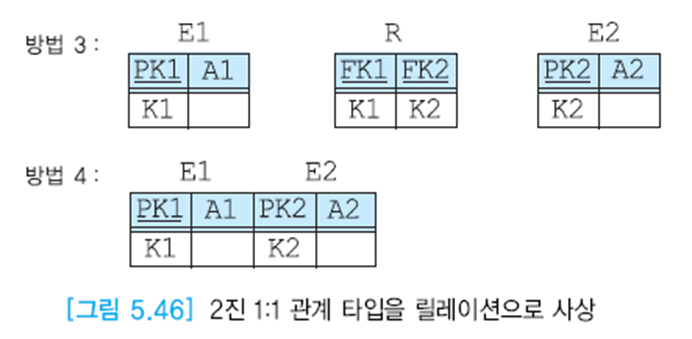 방법 3 : E1 R E2
PK1 A1 FK1 FK2 PK2 A2
K1 K1 K2 K2
방법 4 : E1 E2
PK1 A1 PK2 A2
K1 K2
[그림 5.46] 2진 1:1 관계 타입을 릴레이션으로 사상